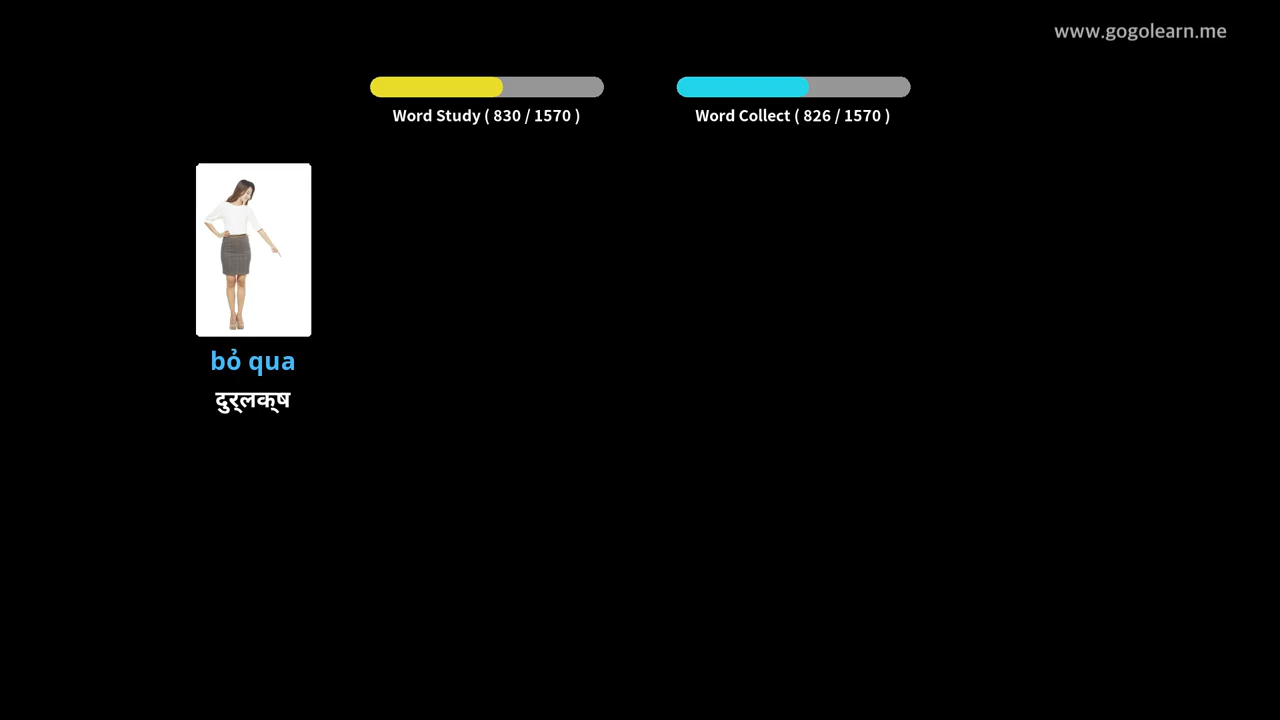 www.gogolearn.me
Word Study ( 830 / 1570 )
Word Collect ( 826 / 1570 )
bỏ qua
दुर्‌लक्ष